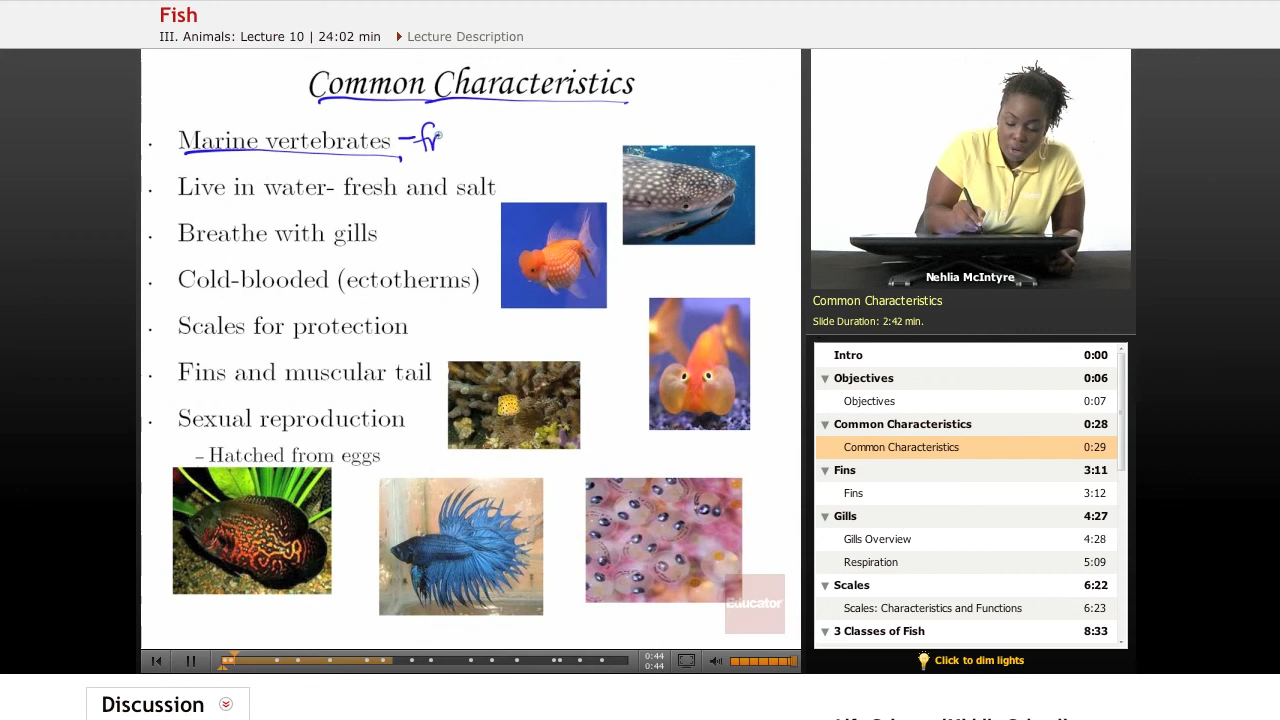 Fish
III. Animals: Lecture 10 | 24:02 min Lecture Description
Common Characteristics
Marine vertebrates – fr
Live in water- fresh and salt
Breathe with gills
Cold-blooded (ectotherms)
Scales for protection
Fins and muscular tail
Sexual reproduction
– Hatched from eggs
Educator
Nehlia McIntyre
Common Characteristics
Slide Duration: 2:42 min.
Intro 0:00
Objectives 0:06
Objectives 0:07
Common Characteristics 0:28
Common Characteristics 0:29
Fins 3:11
Fins 3:12
Gills 4:27
Gills Overview 4:28
Respiration 5:09
Scales 6:22
Scales: Characteristics and Functions 6:23
3 Classes of Fish 8:33
0:44
0:44
Click to dim lights
Discussion